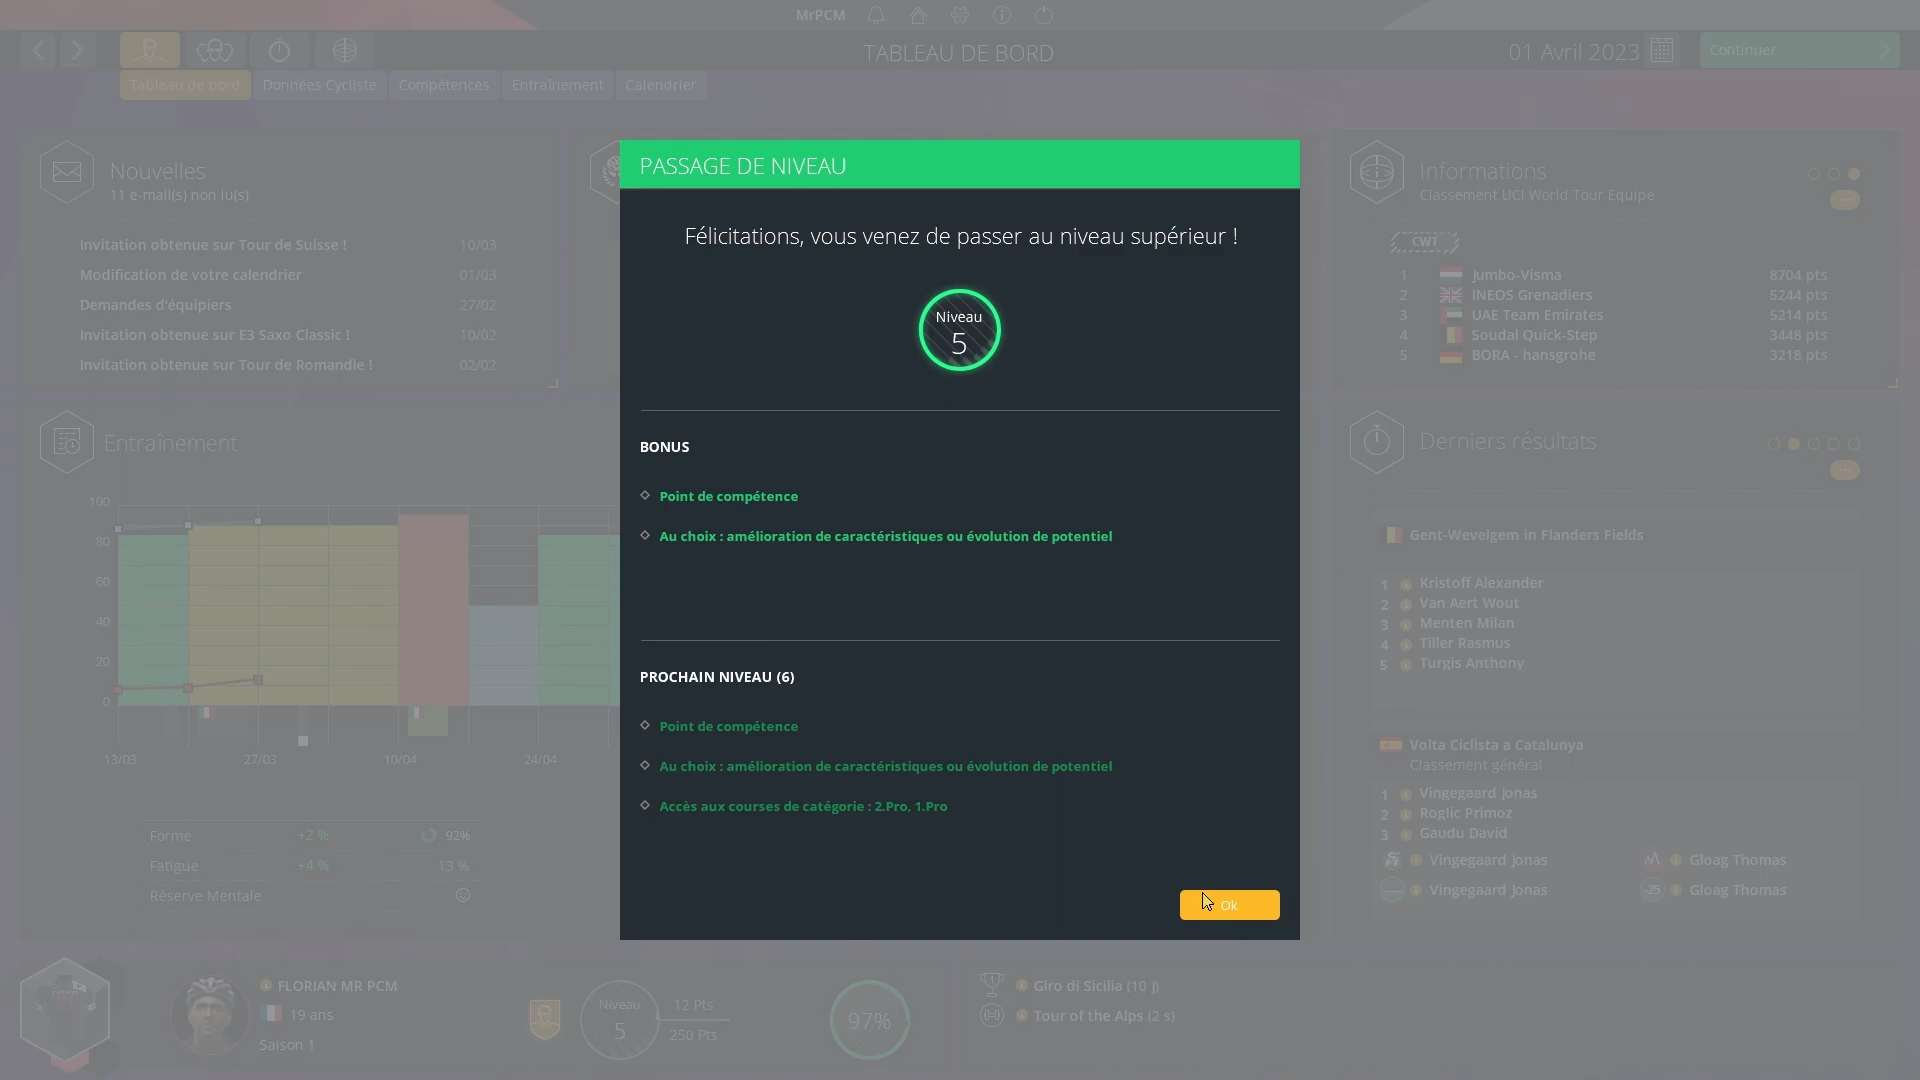 MrPCM
TABLEAU DE BORD
01 Avril 2023
Continuer
Tableau de bord
Données Cycliste
Compétences
Entraînement
Calendrier
Nouvelles
11 e-mail(s) non lu(s)
Invitation obtenue sur Tour de Suisse ! 10/03
Modification de votre calendrier 01/03
Demandes d'équipiers 27/02
Invitation obtenue sur E3 Saxo Classic ! 10/02
Invitation obtenue sur Tour de Romandie ! 02/02
PASSAGE DE NIVEAU
Félicitations, vous venez de passer au niveau supérieur !
Niveau
5
BONUS
Point de compétence
Au choix : amélioration de caractéristiques ou évolution de potentiel
PROCHAIN NIVEAU (6)
Point de compétence
Au choix : amélioration de caractéristiques ou évolution de potentiel
Accès aux courses de catégorie : 2.Pro, 1.Pro
Ok
Informations
Classement UCI World Tour Equipe
CWT
1 Jumbo-Visma 8704 pts
2 INEOS Grenadiers 5244 pts
3 UAE Team Emirates 5214 pts
4 Soudal Quick-Step 3448 pts
5 BORA - hansgrohe 3218 pts
Entraînement
100
80
60
40
20
0
13/03 27/03 10/04 24/04
Forme +2 % 92%
Fatigue +4 % 13 %
Réserve Mentale
Derniers résultats
Gent-Wevelgem in Flanders Fields
1 Kristoff Alexander
2 Van Aert Wout
3 Menten Milan
4 Tiller Rasmus
5 Turgis Anthony
Volta Ciclista a Catalunya
Classement général
1 Vingegaard Jonas
2 Roglic Primoz
3 Gaudu David
Vingegaard Jonas
Gloag Thomas
Vingegaard Jonas
-25 Gloag Thomas
FLORIAN MR PCM
19 ans
Saison 1
Niveau
5
12 Pts
250 Pts
97%
Giro di Sicilia (10 j)
Tour of the Alps (2 s)